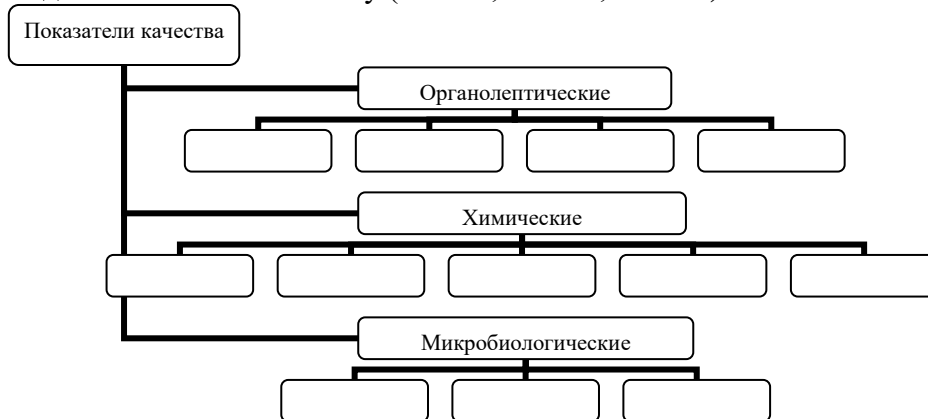 Показатели качества
Органолептические
Химические
Микробиологические